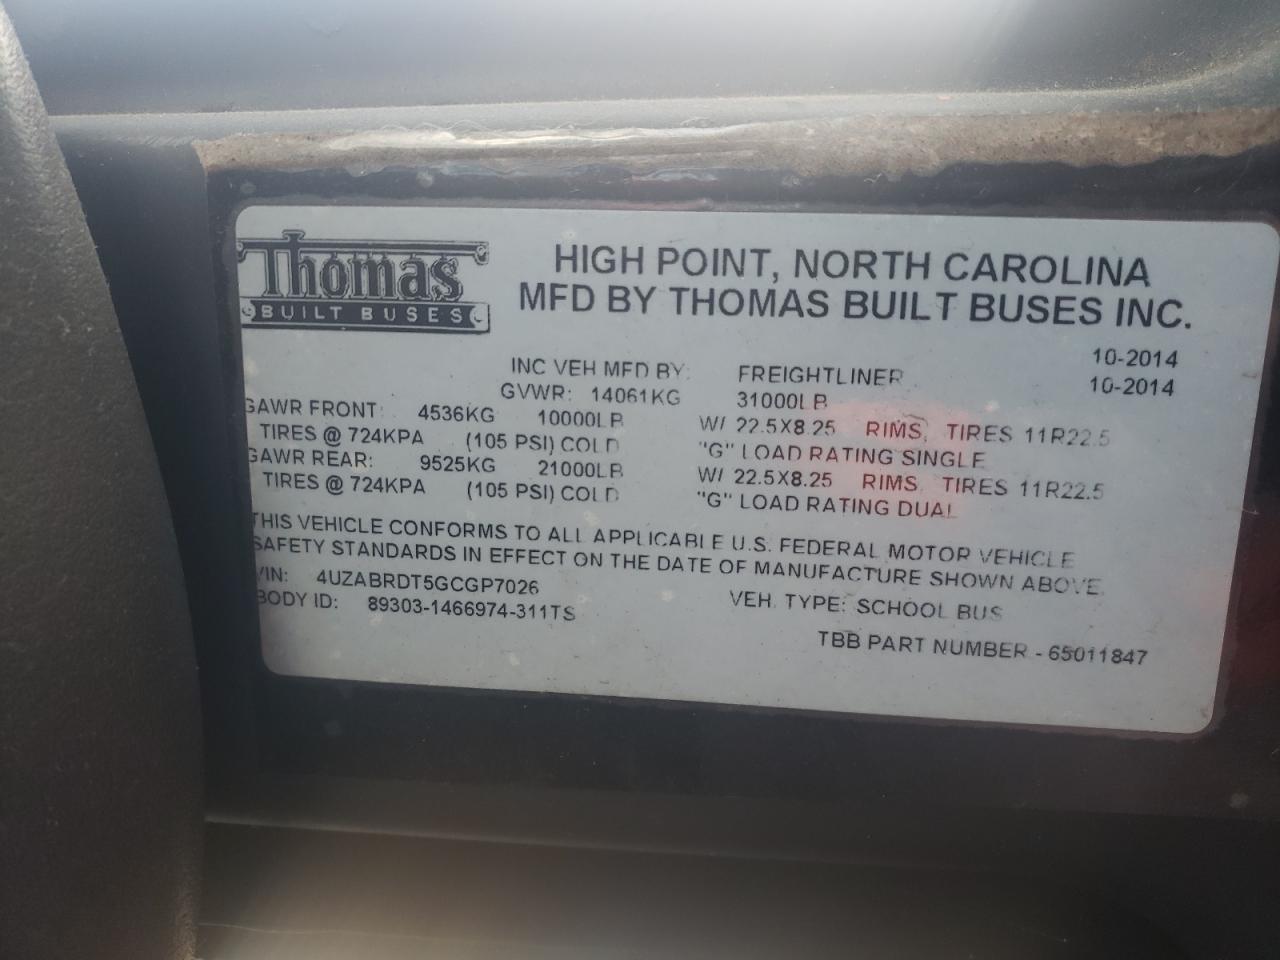 Thomas
BUILT BUSES
HIGH POINT, NORTH CAROLINA
MFD BY THOMAS BUILT BUSES INC.
10-2014
INC VEH MFD BY: FREIGHTLINER 10-2014
GVWR: 14061KG 31000LB
GAWR FRONT: 4536KG 10000LB W/ 22.5X8.25 RIMS, TIRES 11R22.5
TIRES @ 724KPA (105 PSI) COLD "G" LOAD RATING SINGLE
GAWR REAR: 9525KG 21000LB W/ 22.5X8.25 RIMS, TIRES 11R22.5
TIRES @ 724KPA (105 PSI) COLD "G" LOAD RATING DUAL
THIS VEHICLE CONFORMS TO ALL APPLICABLE U.S. FEDERAL MOTOR VEHICLE
SAFETY STANDARDS IN EFFECT ON THE DATE OF MANUFACTURE SHOWN ABOVE.
VIN: 4UZABRDT5GCGP7026
BODY ID: 89303-1466974-311TS VEH. TYPE: SCHOOL BUS
TBB PART NUMBER - 65011847